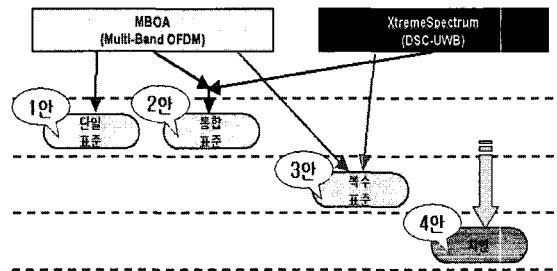 MBOA
(Multi-Band OFDM)
XtremeSpectrum
(DSC-UWB)
1안
단일
표준
2안
통합
표준
3안
복수
표준
4안
지연